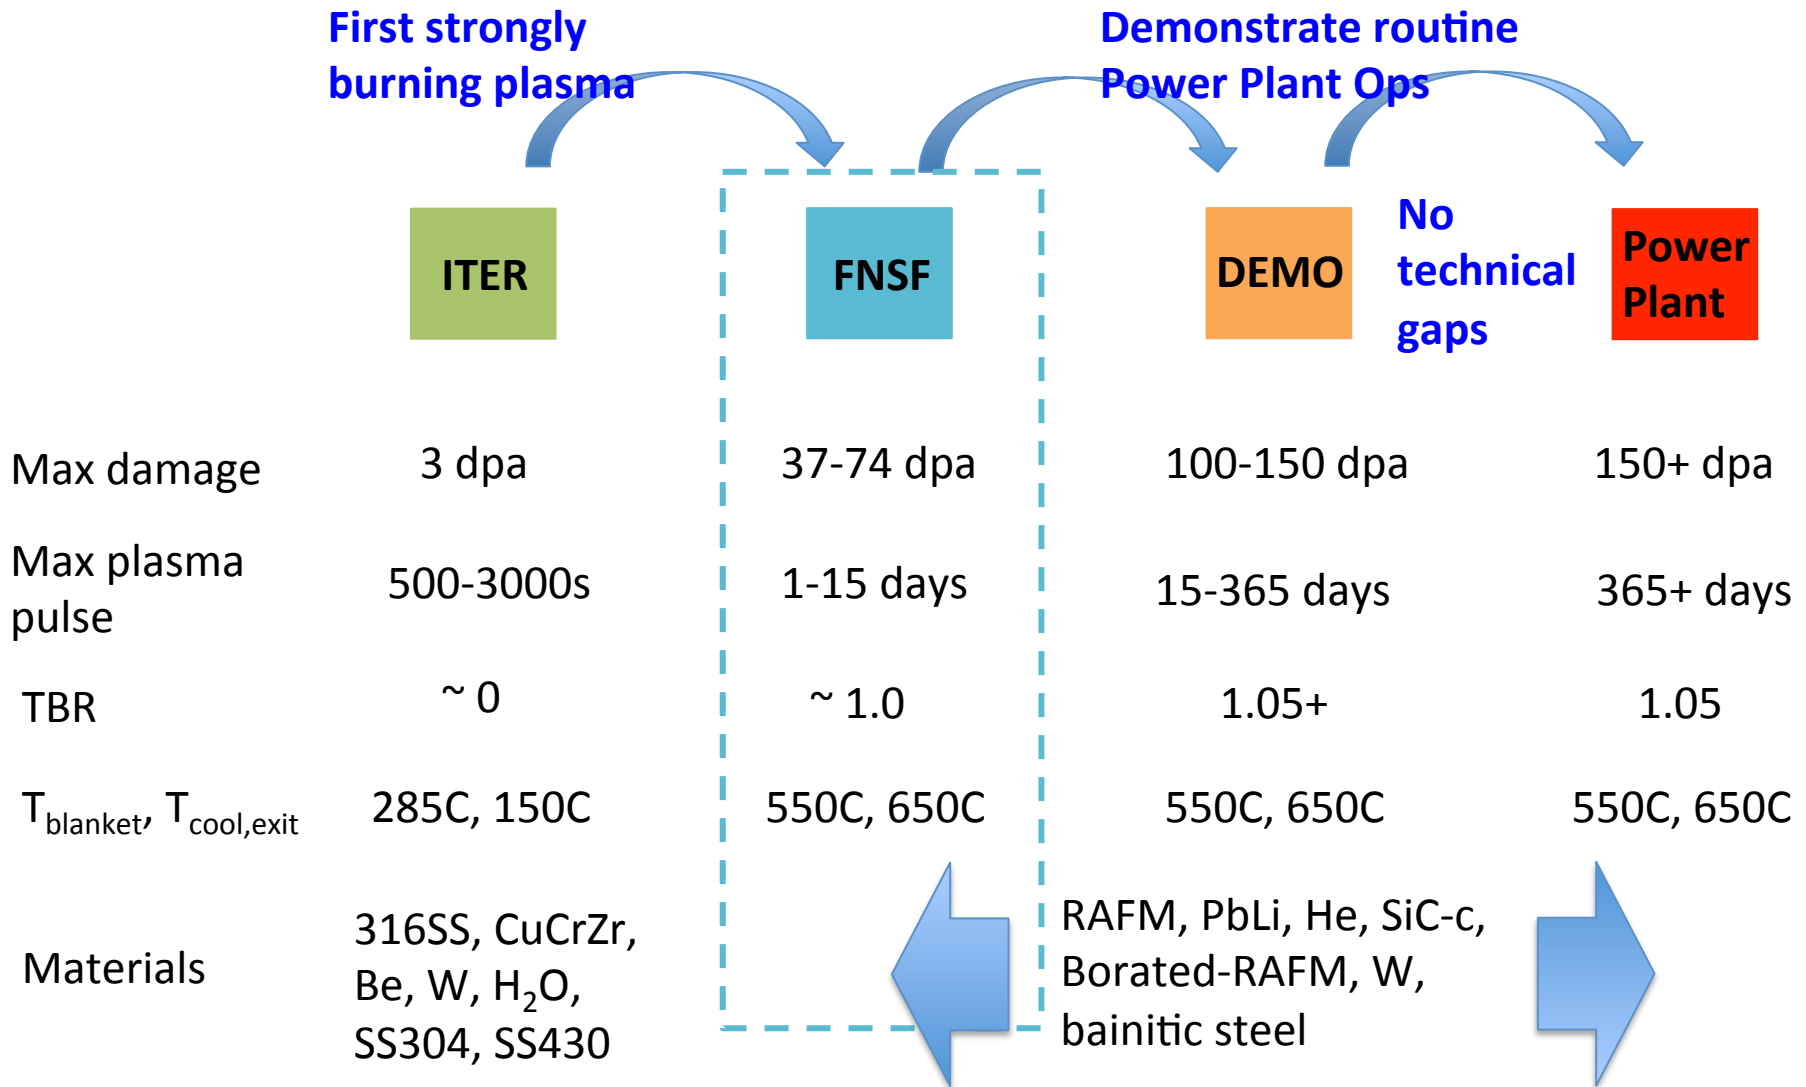 First strongly
burning plasma
Demonstrate routine
Power Plant Ops
ITER
FNSF
DEMO
No
technical
gaps
Power
Plant
Max damage
3 dpa
37-74 dpa
100-150 dpa
150+ dpa
Max plasma
pulse
500-3000s
1-15 days
15-365 days
365+ days
TBR
~ 0
~ 1.0
1.05+
1.05
T_blanket, T_cool,exit
285C, 150C
550C, 650C
550C, 650C
550C, 650C
Materials
316SS, CuCrZr,
Be, W, H₂O,
SS304, SS430
RAFM, PbLi, He, SiC-c,
Borated-RAFM, W,
bainitic steel